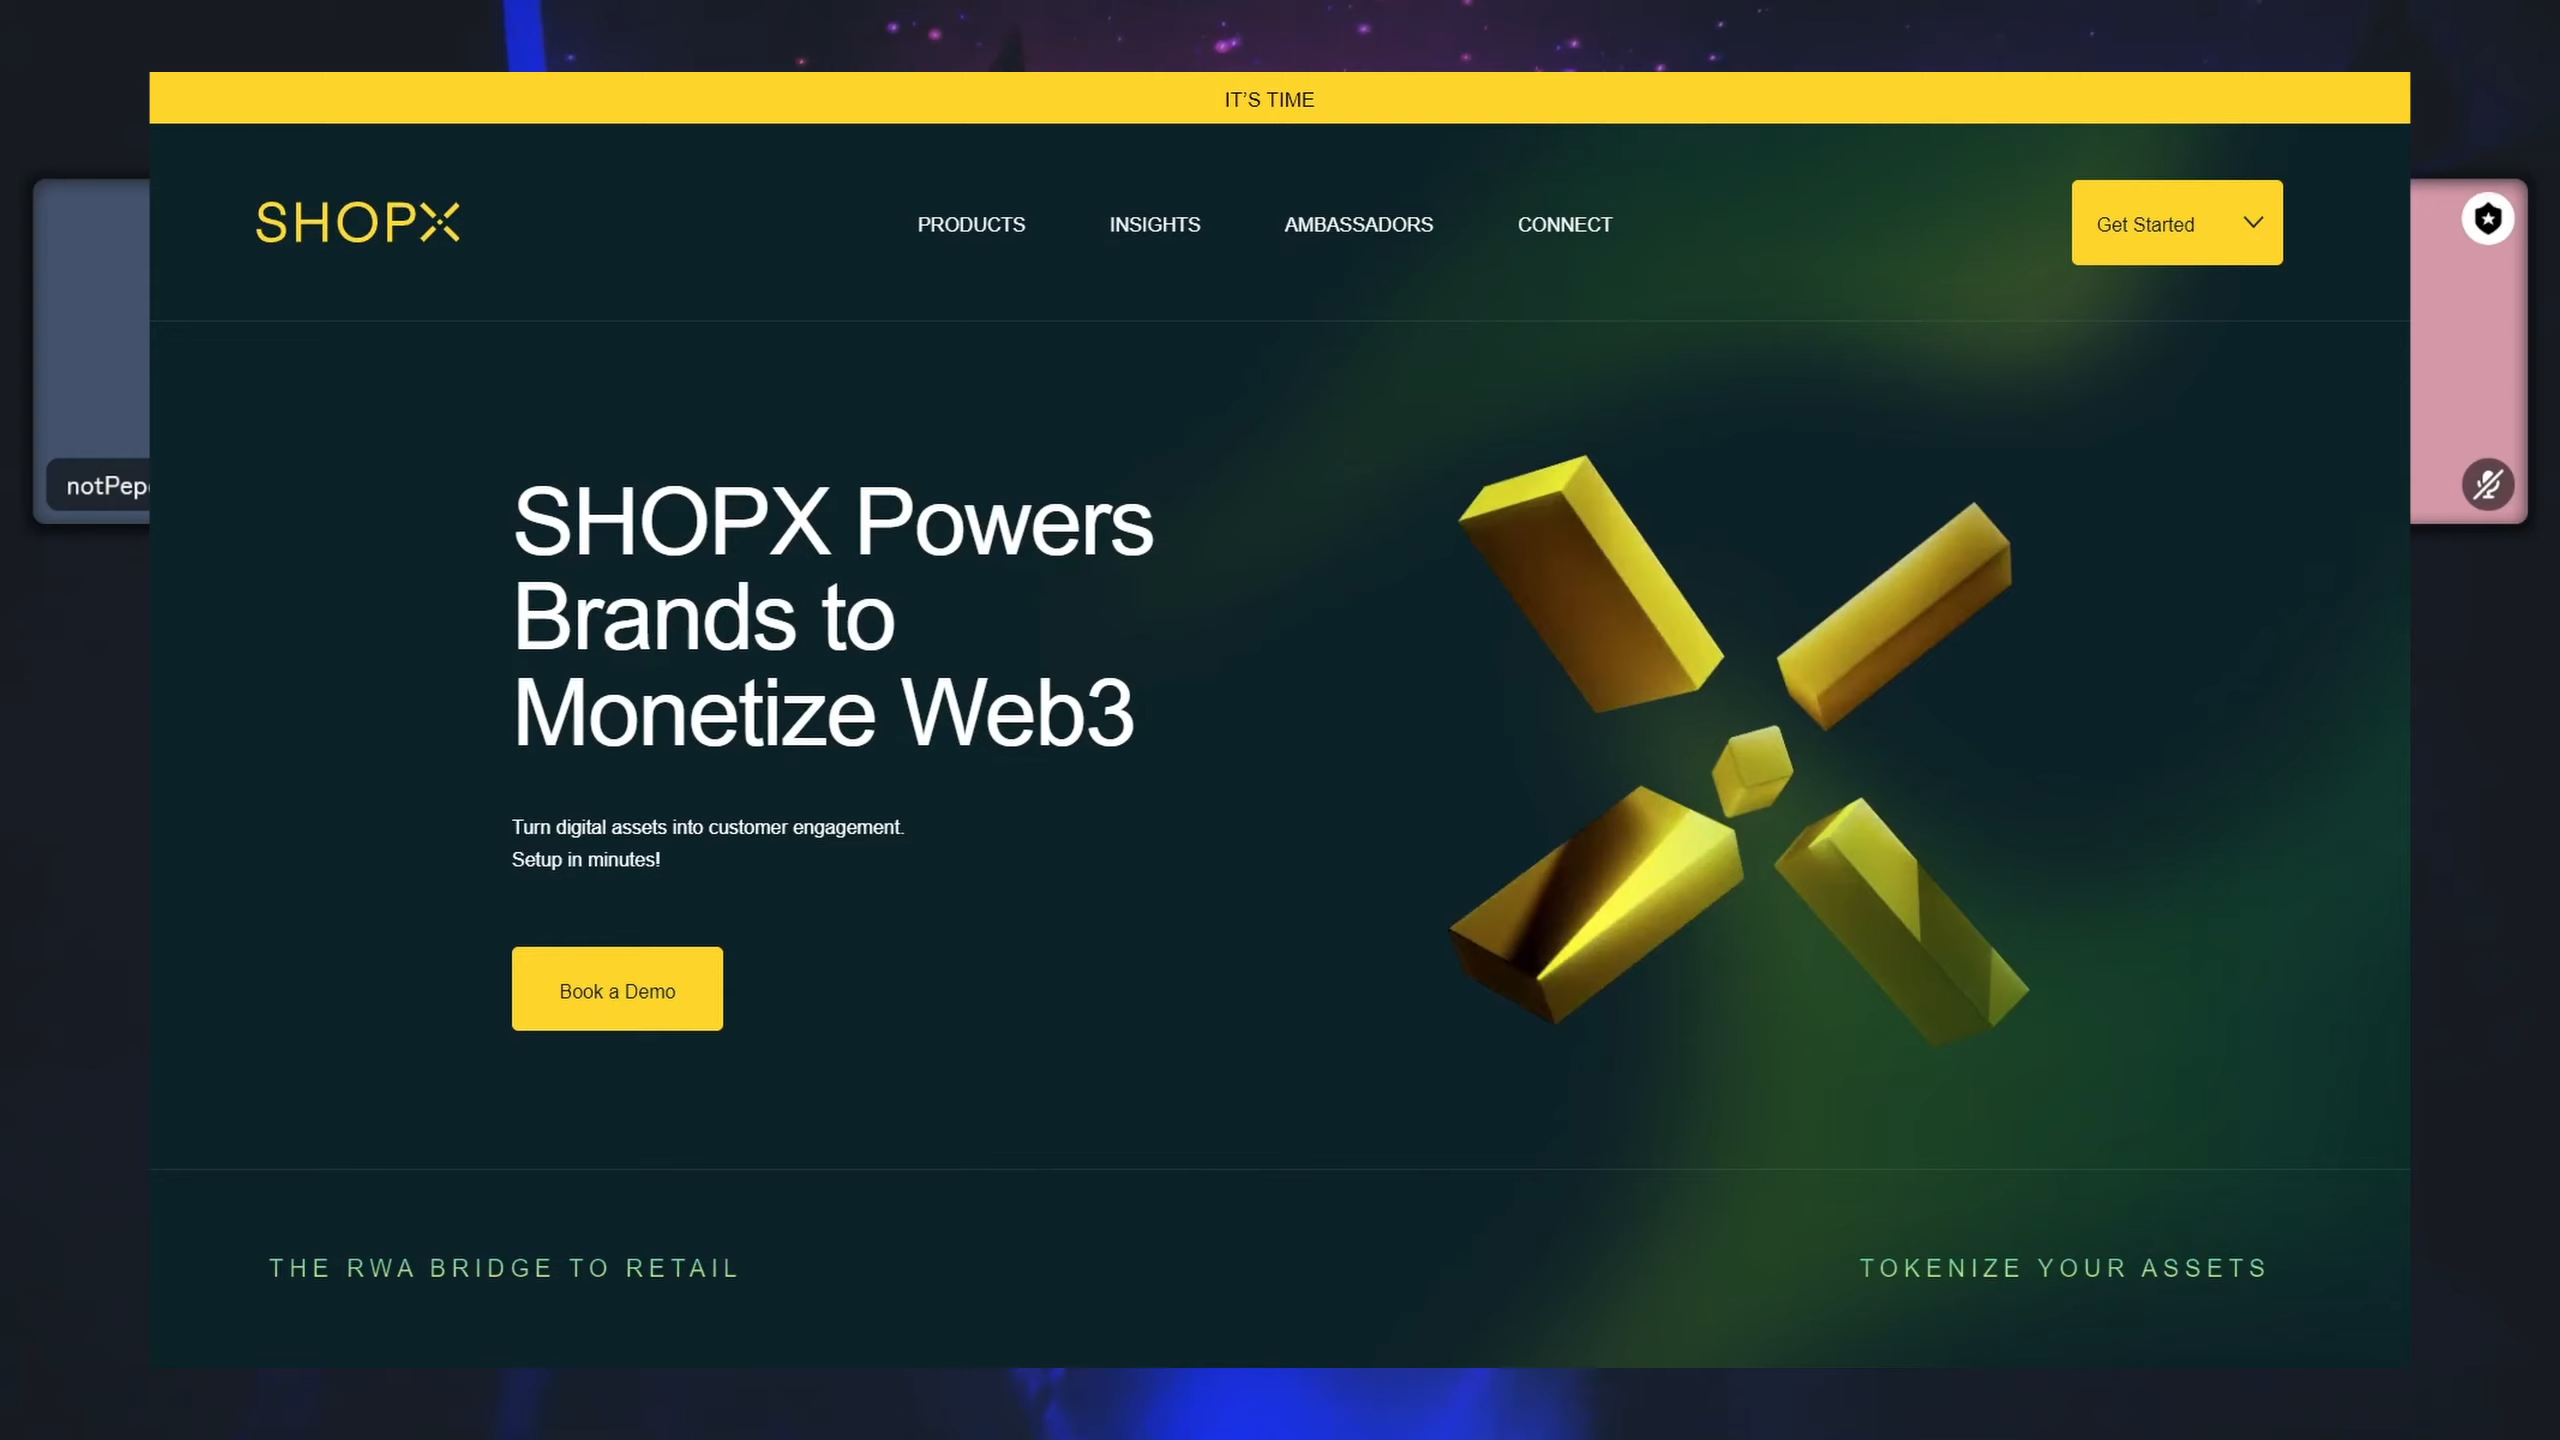 IT'S TIME
SHOPX
PRODUCTS
INSIGHTS
AMBASSADORS
CONNECT
Get Started
SHOPX Powers
Brands to
Monetize Web3
Turn digital assets into customer engagement.
Setup in minutes!
Book a Demo
THE RWA BRIDGE TO RETAIL
TOKENIZE YOUR ASSETS